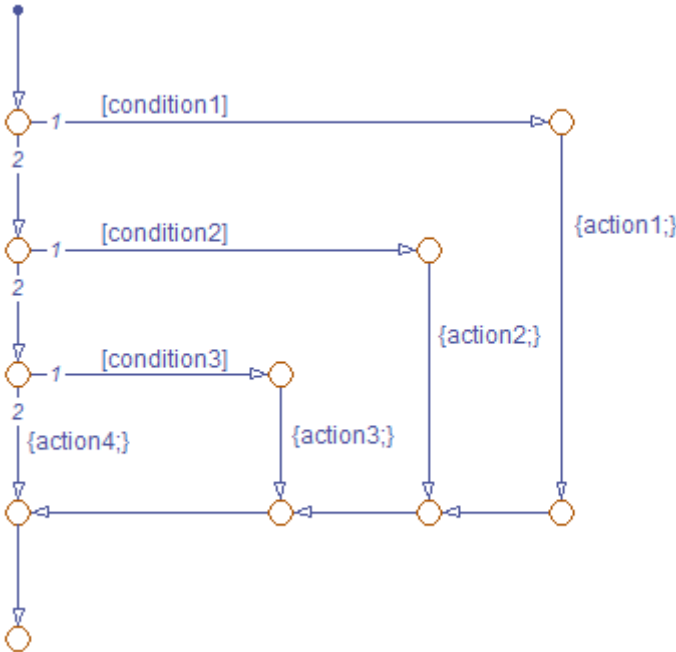 [condition1]
1
2
{action1;}
[condition2]
1
2
{action2;}
[condition3]
1
2
{action4;}
{action3;}